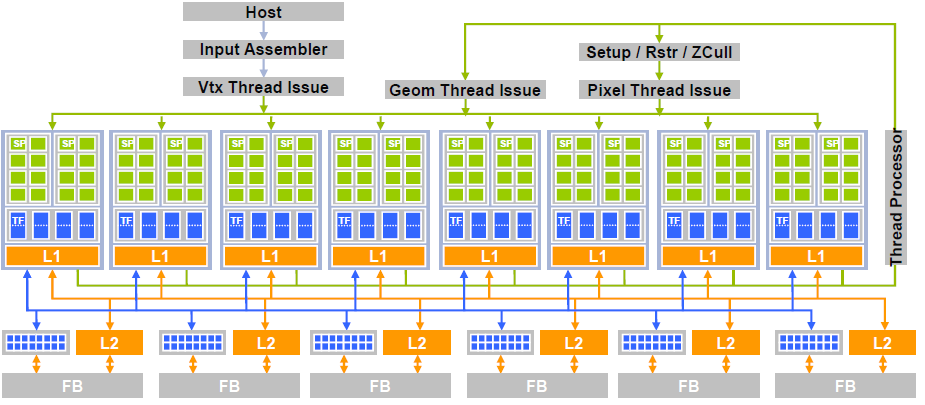 Host
Input Assembler
Setup / Rstr / ZCull
Vtx Thread Issue
Geom Thread Issue
Pixel Thread Issue
SP SP SP SP SP SP SP SP SP SP SP SP SP SP SP SP
TF TF TF TF TF TF TF TF
L1 L1 L1 L1 L1 L1 L1 L1
Thread Processor
L2 L2 L2 L2 L2 L2
FB FB FB FB FB FB